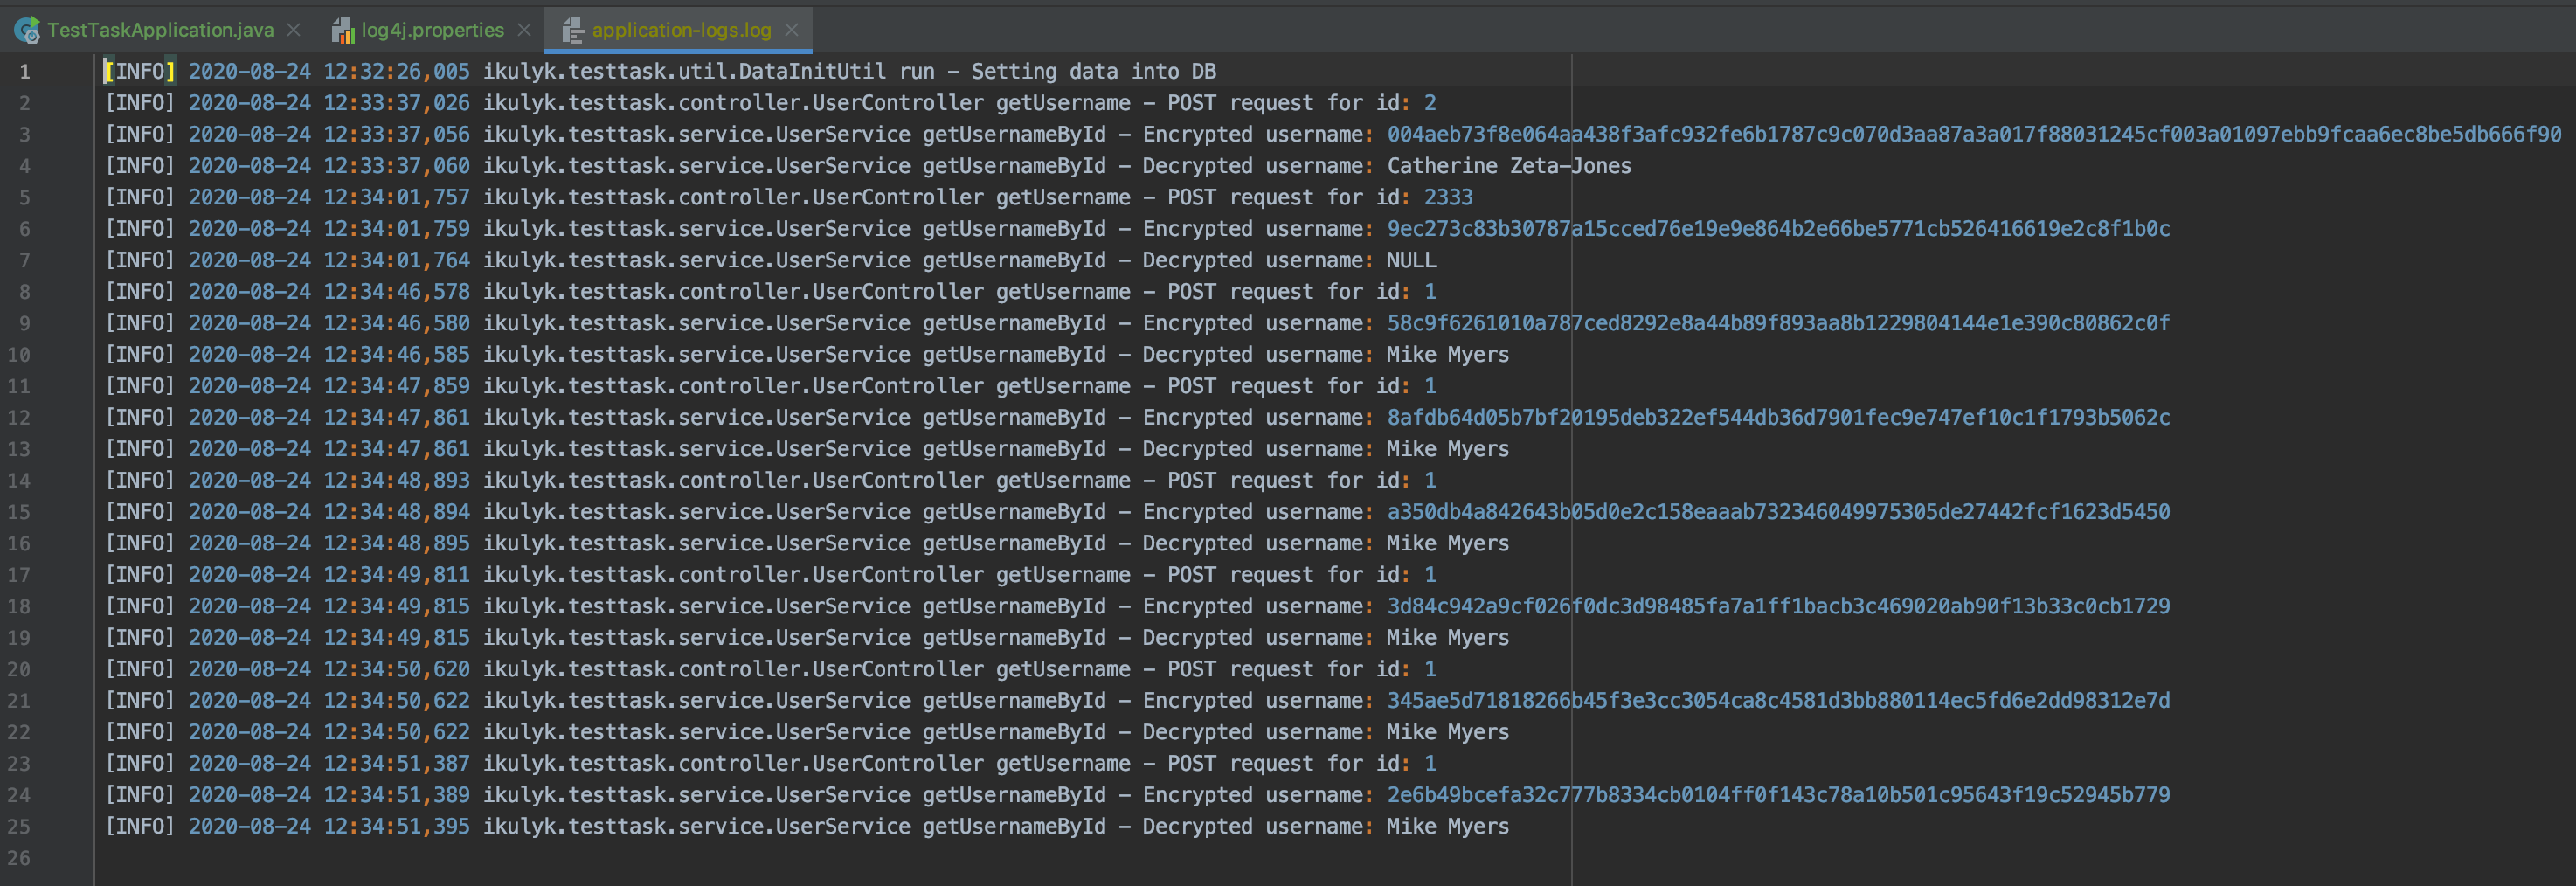 TestTaskApplication.java log4j.properties application-logs.log
1 [INFO] 2020-08-24 12:32:26,005 ikulyk.testtask.util.DataInitUtil run - Setting data into DB
2 [INFO] 2020-08-24 12:33:37,026 ikulyk.testtask.controller.UserController getUsername - POST request for id: 2
3 [INFO] 2020-08-24 12:33:37,056 ikulyk.testtask.service.UserService getUsernameById - Encrypted username: 004aeb73f8e064aa438f3afc932fe6b1787c9c070d3aa87a3a017f88031245cf003a01097ebb9fcaa6ec8be5db666f90
4 [INFO] 2020-08-24 12:33:37,060 ikulyk.testtask.service.UserService getUsernameById - Decrypted username: Catherine Zeta-Jones
5 [INFO] 2020-08-24 12:34:01,757 ikulyk.testtask.controller.UserController getUsername - POST request for id: 2333
6 [INFO] 2020-08-24 12:34:01,759 ikulyk.testtask.service.UserService getUsernameById - Encrypted username: 9ec273c83b30787a15cced76e19e9e864b2e66be5771cb526416619e2c8f1b0c
7 [INFO] 2020-08-24 12:34:01,764 ikulyk.testtask.service.UserService getUsernameById - Decrypted username: NULL
8 [INFO] 2020-08-24 12:34:46,578 ikulyk.testtask.controller.UserController getUsername - POST request for id: 1
9 [INFO] 2020-08-24 12:34:46,580 ikulyk.testtask.service.UserService getUsernameById - Encrypted username: 58c9f6261010a787ced8292e8a44b89f893aa8b1229804144e1e390c80862c0f
10 [INFO] 2020-08-24 12:34:46,585 ikulyk.testtask.service.UserService getUsernameById - Decrypted username: Mike Myers
11 [INFO] 2020-08-24 12:34:47,859 ikulyk.testtask.controller.UserController getUsername - POST request for id: 1
12 [INFO] 2020-08-24 12:34:47,861 ikulyk.testtask.service.UserService getUsernameById - Encrypted username: 8afdb64d05b7bf20195deb322ef544db36d7901fec9e747ef10c1f1793b5062c
13 [INFO] 2020-08-24 12:34:47,861 ikulyk.testtask.service.UserService getUsernameById - Decrypted username: Mike Myers
14 [INFO] 2020-08-24 12:34:48,893 ikulyk.testtask.controller.UserController getUsername - POST request for id: 1
15 [INFO] 2020-08-24 12:34:48,894 ikulyk.testtask.service.UserService getUsernameById - Encrypted username: a350db4a842643b05d0e2c158eaaab732346049975305de27442fcf1623d5450
16 [INFO] 2020-08-24 12:34:48,895 ikulyk.testtask.service.UserService getUsernameById - Decrypted username: Mike Myers
17 [INFO] 2020-08-24 12:34:49,811 ikulyk.testtask.controller.UserController getUsername - POST request for id: 1
18 [INFO] 2020-08-24 12:34:49,815 ikulyk.testtask.service.UserService getUsernameById - Encrypted username: 3d84c942a9cf026f0dc3d98485fa7a1ff1bacb3c469020ab90f13b33c0cb1729
19 [INFO] 2020-08-24 12:34:49,815 ikulyk.testtask.service.UserService getUsernameById - Decrypted username: Mike Myers
20 [INFO] 2020-08-24 12:34:50,620 ikulyk.testtask.controller.UserController getUsername - POST request for id: 1
21 [INFO] 2020-08-24 12:34:50,622 ikulyk.testtask.service.UserService getUsernameById - Encrypted username: 345ae5d71818266b45f3e3cc3054ca8c4581d3bb880114ec5fd6e2dd98312e7d
22 [INFO] 2020-08-24 12:34:50,622 ikulyk.testtask.service.UserService getUsernameById - Decrypted username: Mike Myers
23 [INFO] 2020-08-24 12:34:51,387 ikulyk.testtask.controller.UserController getUsername - POST request for id: 1
24 [INFO] 2020-08-24 12:34:51,389 ikulyk.testtask.service.UserService getUsernameById - Encrypted username: 2e6b49bcefa32c777b8334cb0104ff0f143c78a10b501c95643f19c52945b779
25 [INFO] 2020-08-24 12:34:51,395 ikulyk.testtask.service.UserService getUsernameById - Decrypted username: Mike Myers
26